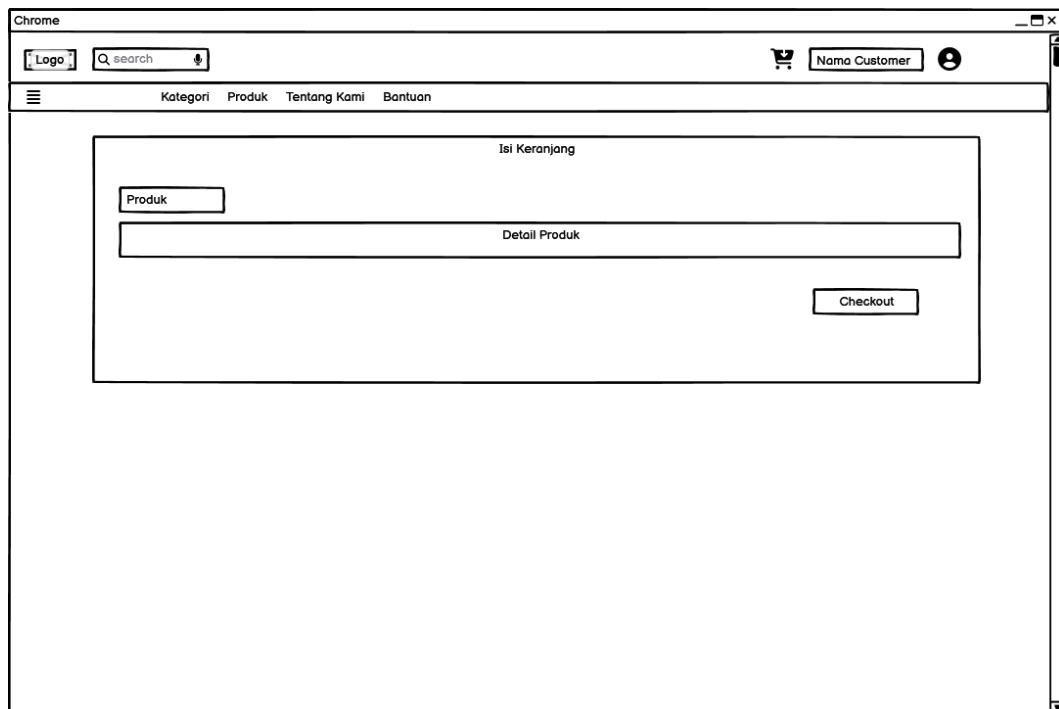 Chrome
Logo
search
Nama Customer
Kategori Produk Tentang Kami Bantuan
Isi Keranjang
Produk
Detail Produk
Checkout